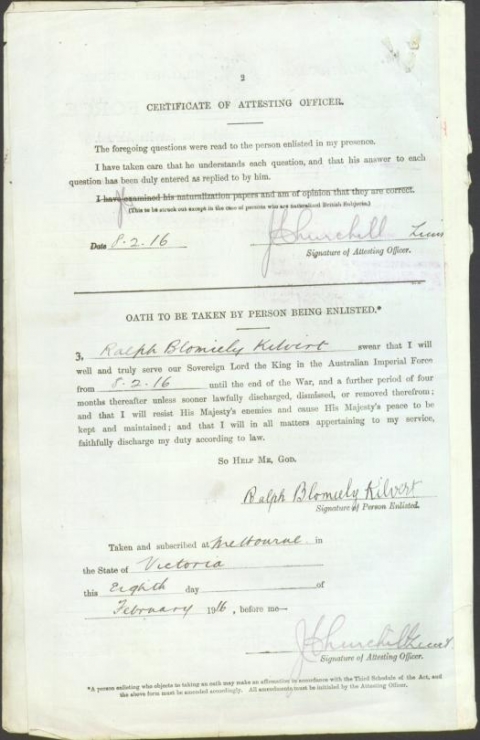 2
CERTIFICATE OF ATTESTING OFFICER.
The foregoing questions were read to the person enlisted in my presence.
I have taken care that he understands each question, and that his answer to each
question has been duly entered as replied to by him.
I have examined his naturalization papers and am of opinion that they are correct.
(This to be struck out except in the case of persons who are naturalized British Subjects.)
Date 8.2.16 J Churchill Lieut
Signature of Attesting Officer.
OATH TO BE TAKEN BY PERSON BEING ENLISTED.*
3, Ralph Blomiely Kilvert swear that I will
well and truly serve our Sovereign Lord the King in the Australian Imperial Force
from 8.2.16 until the end of the War, and a further period of four
months thereafter unless sooner lawfully discharged, dismissed, or removed therefrom;
and that I will resist His Majesty's enemies and cause His Majesty's peace to be
kept and maintained; and that I will in all matters appertaining to my service,
faithfully discharge my duty according to law.
SO HELP ME, GOD.
Ralph Blomiely Kilvert
Signature of Person Enlisted.
Taken and subscribed at Melbourne in
the State of Victoria
this Eighth day of
February 1916, before me—
J Churchill Lieut
Signature of Attesting Officer.
*A person enlisting who objects to taking an oath may make an affirmation in accordance with the Third Schedule of the Act, and
the above form must be amended accordingly. All amendments must be initialed by the Attesting Officer.